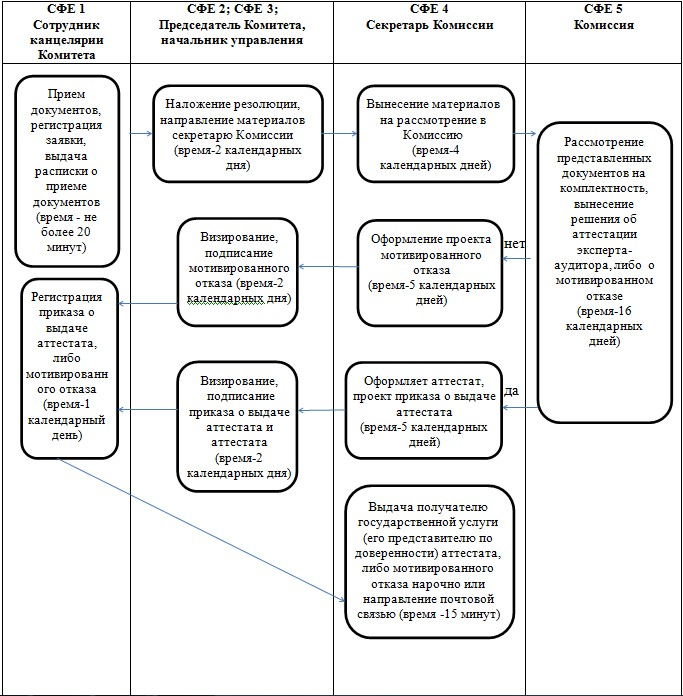 СФЕ 1
Сотрудник
канцелярии
Комитета
СФЕ 2; СФЕ 3;
Председатель Комитета,
начальник управления
СФЕ 4
Секретарь Комиссии
СФЕ 5
Комиссия
Прием
документов,
регистрация
заявки,
выдача
расписки о
приеме
документов
(время - не
более 20
минут)
Наложение резолюции,
направление материалов
секретарю Комиссии
(время-2 календарных
дня)
Вынесение материалов
на рассмотрение в
Комиссию
(время-4
календарных дней)
Рассмотрение
представленных
документов на
комплектность,
вынесение
решения об
аттестации
эксперта-
аудитора, либо о
мотивированном
отказе
(время-16
календарных
дней)
нет
Оформление проекта
мотивированного
отказа
(время-5 календарных
дней)
Визирование,
подписание
мотивированного
отказа (время-2
календарных дня)
Регистрация
приказа о
выдаче
аттестата,
либо
мотивированн
ого отказа
(время-1
календарный
день)
да
Оформляет аттестат,
проект приказа о выдаче
аттестата
(время-5 календарных
дней)
Визирование,
подписание
приказа о выдаче
аттестата и
аттестата
(время-2
календарных дня)
Выдача получателю
государственной услуги
(его представителю по
доверенности) аттестата,
либо мотивированного
отказа нарочно или
направление почтовой
связью (время -15 минут)